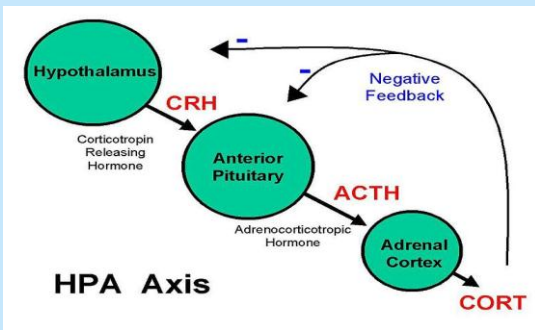 Hypothalamus
-
-
Negative
Feedback
CRH
Corticotropin
Releasing
Hormone
Anterior
Pituitary
ACTH
Adrenocorticotropic
Hormone
Adrenal
Cortex
HPA Axis
CORT